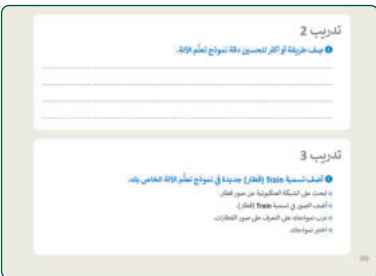 تدريب 2
صِف طريقة أو أكثر لتحسين دقة نموذج تعلُّم الآلة.
تدريب 3
أضف تسمية Train (قطار) جديدة في نموذج تعلُّم الآلة الخاص بك.
ابحث على الشبكة العنكبوتية عن صور قطار.
أضف الصور في تسمية Train (قطار).
درب نموذجك على التعرف على صور القطارات.
اختبر نموذجك.